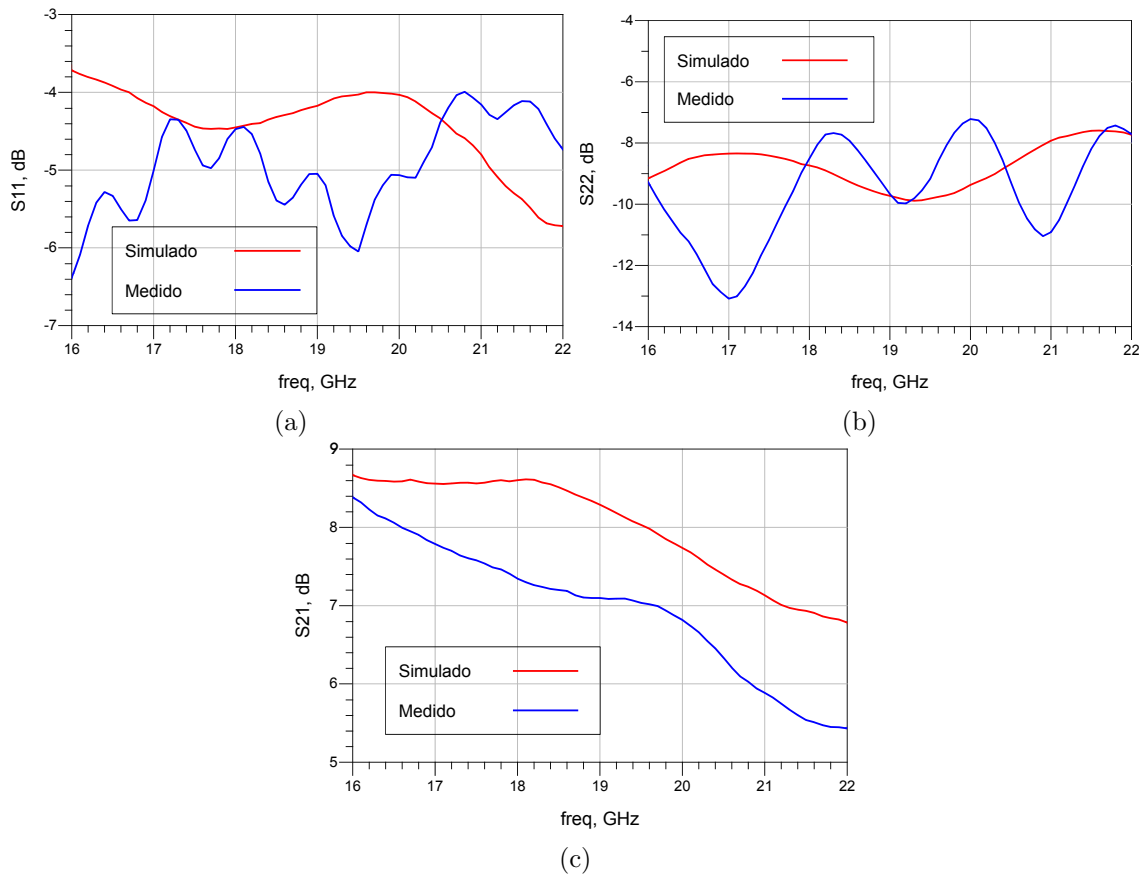 -3
-4
-5
-6
-7
S11, dB
Simulado
Medido
16 17 18 19 20 21 22
freq, GHz
(a)
-4
-6
-8
-10
-12
-14
S22, dB
Simulado
Medido
16 17 18 19 20 21 22
freq, GHz
(b)
9
8
7
6
5
S21, dB
Simulado
Medido
16 17 18 19 20 21 22
freq, GHz
(c)